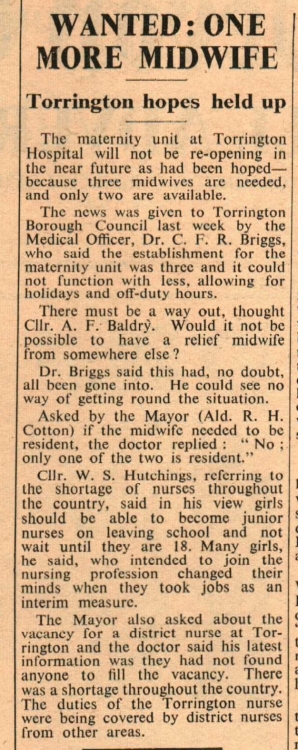 WANTED: ONE
MORE MIDWIFE
Torrington hopes held up
The maternity unit at Torrington
Hospital will not be re-opening in
the near future as had been hoped—
because three midwives are needed,
and only two are available.
The news was given to Torrington
Borough Council last week by the
Medical Officer, Dr. C. F. R. Briggs,
who said the establishment for the
maternity unit was three and it could
not function with less, allowing for
holidays and off-duty hours.
There must be a way out, thought
Cllr. A. F. Baldry. Would it not be
possible to have a relief midwife
from somewhere else ?
Dr. Briggs said this had, no doubt,
all been gone into. He could see no
way of getting round the situation.
Asked by the Mayor (Ald. R. H.
Cotton) if the midwife needed to be
resident, the doctor replied : " No ;
only one of the two is resident."
Cllr. W. S. Hutchings, referring to
the shortage of nurses throughout
the country, said in his view girls
should be able to become junior
nurses on leaving school and not
wait until they are 18. Many girls,
he said, who intended to join the
nursing profession changed their
minds when they took jobs as an
interim measure.
The Mayor also asked about the
vacancy for a district nurse at Tor-
rington and the doctor said his latest
information was they had not found
anyone to fill the vacancy. There
was a shortage throughout the country.
The duties of the Torrington nurse
were being covered by district nurses
from other areas.